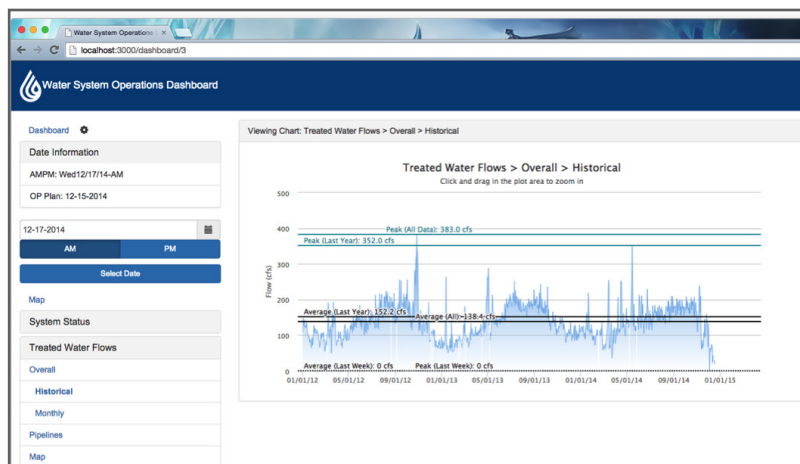 Water System Operations
localhost:3000/dashboard/3
Water System Operations Dashboard
Dashboard
Date Information
AMPM: Wed12/17/14-AM
OP Plan: 12-15-2014
12-17-2014
AM PM
Select Date
Map
System Status
Treated Water Flows
Overall
Historical
Monthly
Pipelines
Map
Viewing Chart: Treated Water Flows > Overall > Historical
Treated Water Flows > Overall > Historical
Click and drag in the plot area to zoom in
Flow (cfs)
500
400
300
200
100
0
Peak (All Data): 383.0 cfs
Peak (Last Year): 352.0 cfs
Average (Last Year): 152.2 cfs
Average (All): 138.4 cfs
Average (Last Week): 0 cfs
Peak (Last Week): 0 cfs
01/01/12 05/01/12 09/01/12 01/01/13 05/01/13 09/01/13 01/01/14 05/01/14 09/01/14 01/01/15